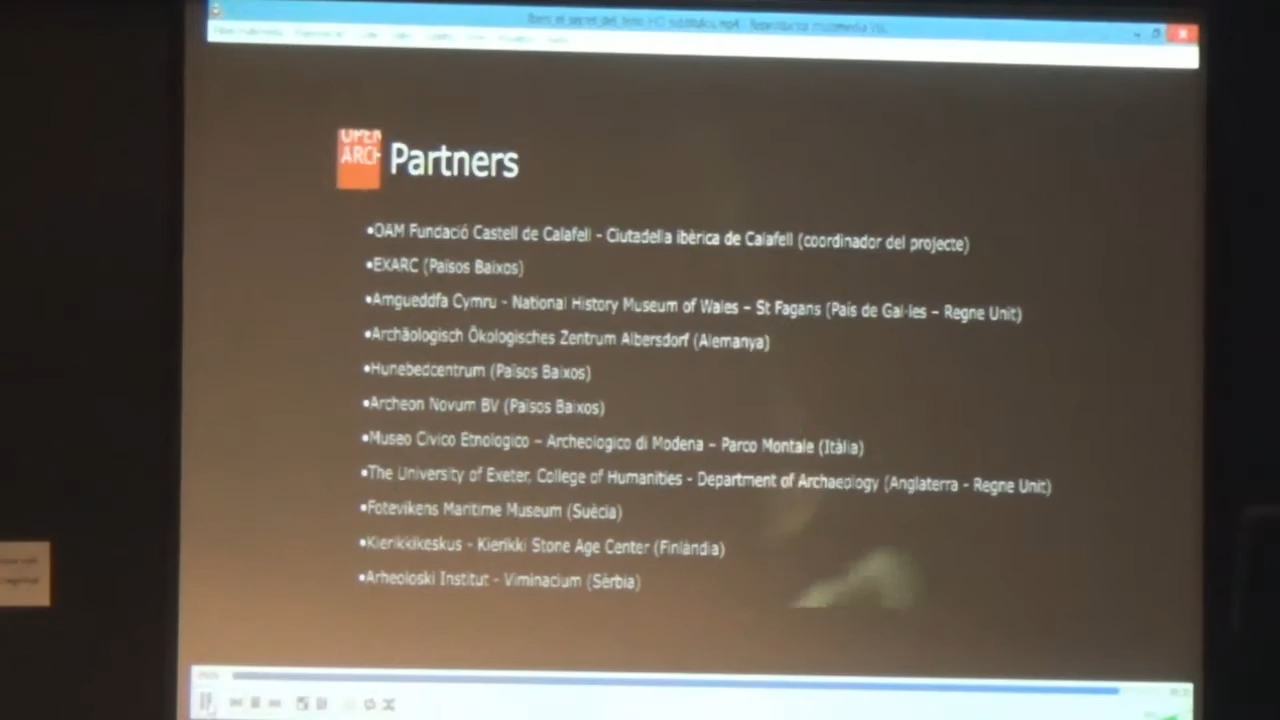 OPEN
ARCH
Partners
•OAM Fundació Castell de Calafell - Ciutadella ibèrica de Calafell (coordinador del projecte)
•EXARC (Països Baixos)
•Amgueddfa Cymru - National History Museum of Wales – St Fagans (País de Gal·les – Regne Unit)
•Archäologisch Ökologisches Zentrum Albersdorf (Alemanya)
•Hunebedcentrum (Països Baixos)
•Archeon Novum BV (Països Baixos)
•Museo Civico Etnologico – Archeologico di Modena – Parco Montale (Itàlia)
•The University of Exeter, College of Humanities - Department of Archaeology (Anglaterra - Regne Unit)
•Fotevikens Maritime Museum (Suècia)
•Kierikkikeskus - Kierikki Stone Age Center (Finlàndia)
•Arheoloski Institut - Viminacium (Sèrbia)